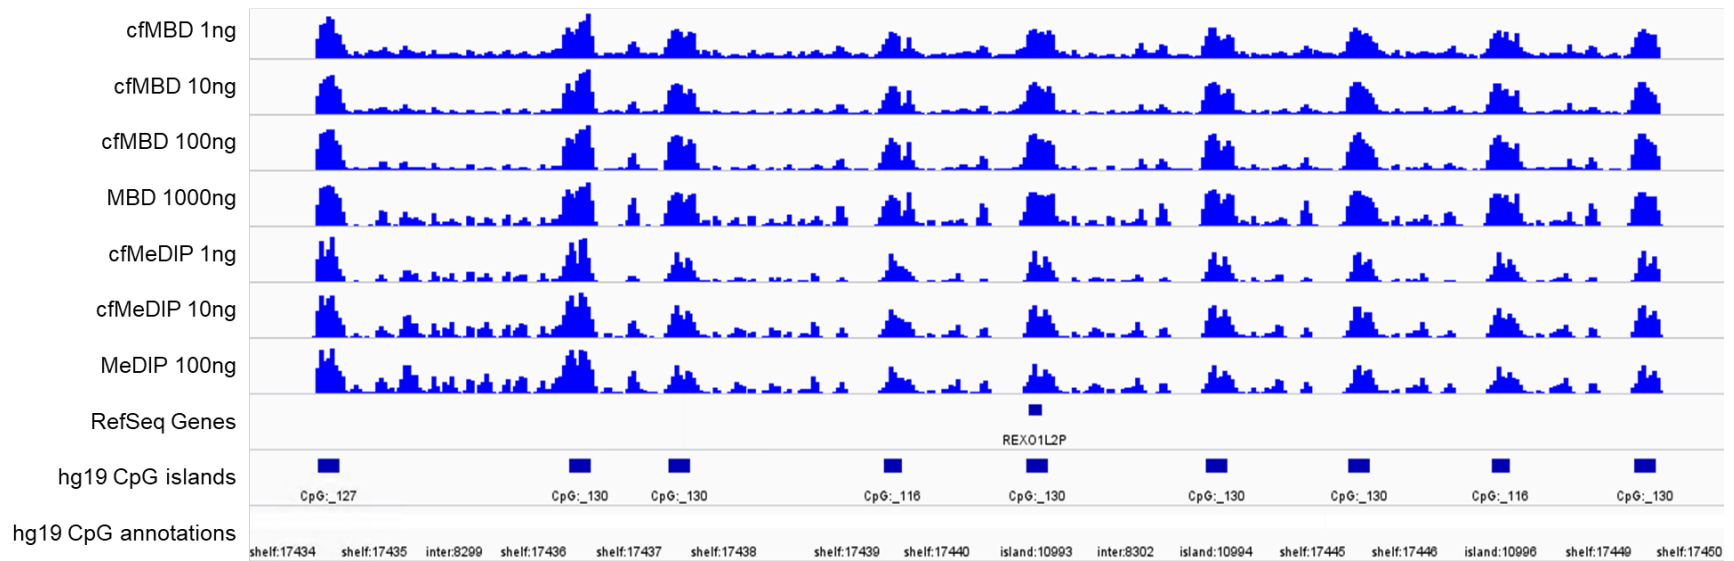 cfMBD 1ng
cfMBD 10ng
cfMBD 100ng
MBD 1000ng
cfMeDIP 1ng
cfMeDIP 10ng
MeDIP 100ng
RefSeq Genes
REXO1L2P
hg19 CpG islands
CpG:_127 CpG:_130 CpG:_130 CpG:_116 CpG:_130 CpG:_130 CpG:_130 CpG:_116 CpG:_130
hg19 CpG annotations
shelf:17434 shelf:17435 inter:8299 shelf:17436 shelf:17437 shelf:17438 shelf:17439 shelf:17440 island:10993 inter:8302 island:10994 shelf:17445 shelf:17446 island:10996 shelf:17449 shelf:17450